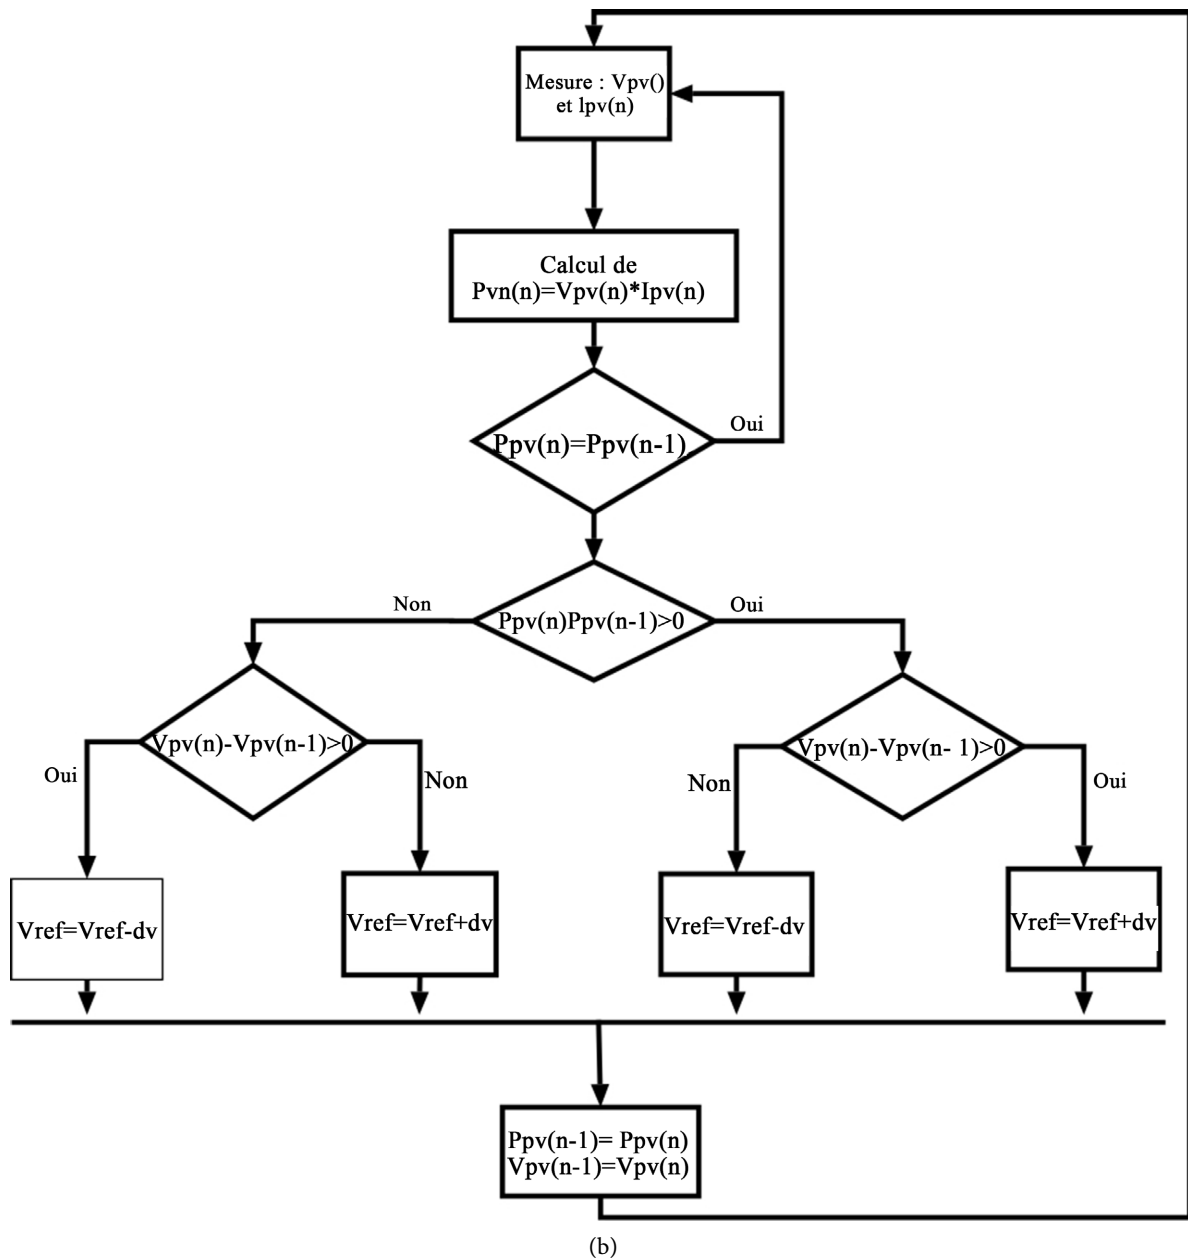 Mesure : Vpv()
et lpv(n)
Calcul de
Pvn(n)=Vpv(n)*Ipv(n)
Ppv(n)=Ppv(n-1)
Oui
Ppv(n)Ppv(n-1)>0
Non
Oui
Vpv(n)-Vpv(n-1)>0
Vpv(n)-Vpv(n- 1)>0
Oui
Non
Non
Oui
Vref=Vref-dv
Vref=Vref+dv
Vref=Vref-dv
Vref=Vref+dv
Ppv(n-1)= Ppv(n)
Vpv(n-1)=Vpv(n)
(b)